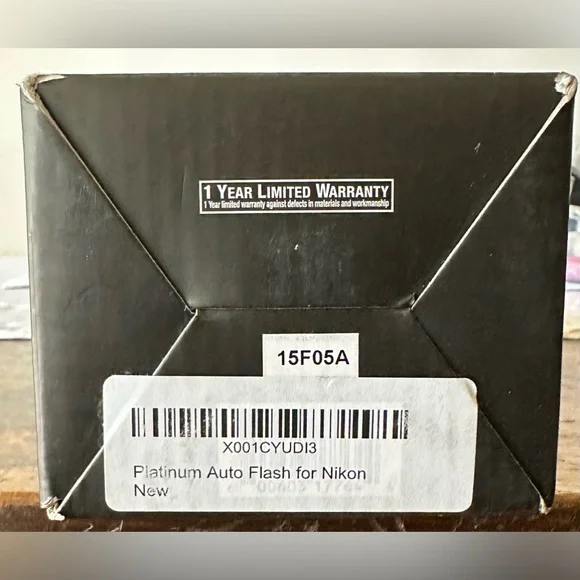 1 YEAR LIMITED WARRANTY
1 Year limited warranty against defects in materials and workmanship
15F05A
X001CYUDI3
Platinum Auto Flash for Nikon
New